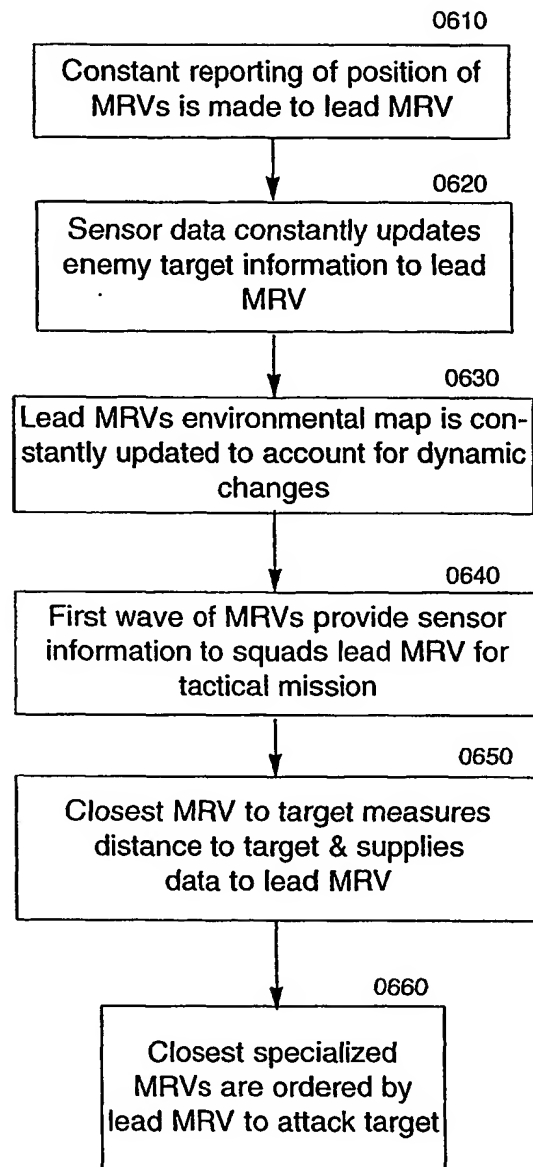 0610
Constant reporting of position of
MRVs is made to lead MRV
0620
Sensor data constantly updates
enemy target information to lead
MRV
0630
Lead MRVs environmental map is con-
stantly updated to account for dynamic
changes
0640
First wave of MRVs provide sensor
information to squads lead MRV for
tactical mission
0650
Closest MRV to target measures
distance to target & supplies
data to lead MRV
0660
Closest specialized
MRVs are ordered by
lead MRV to attack target